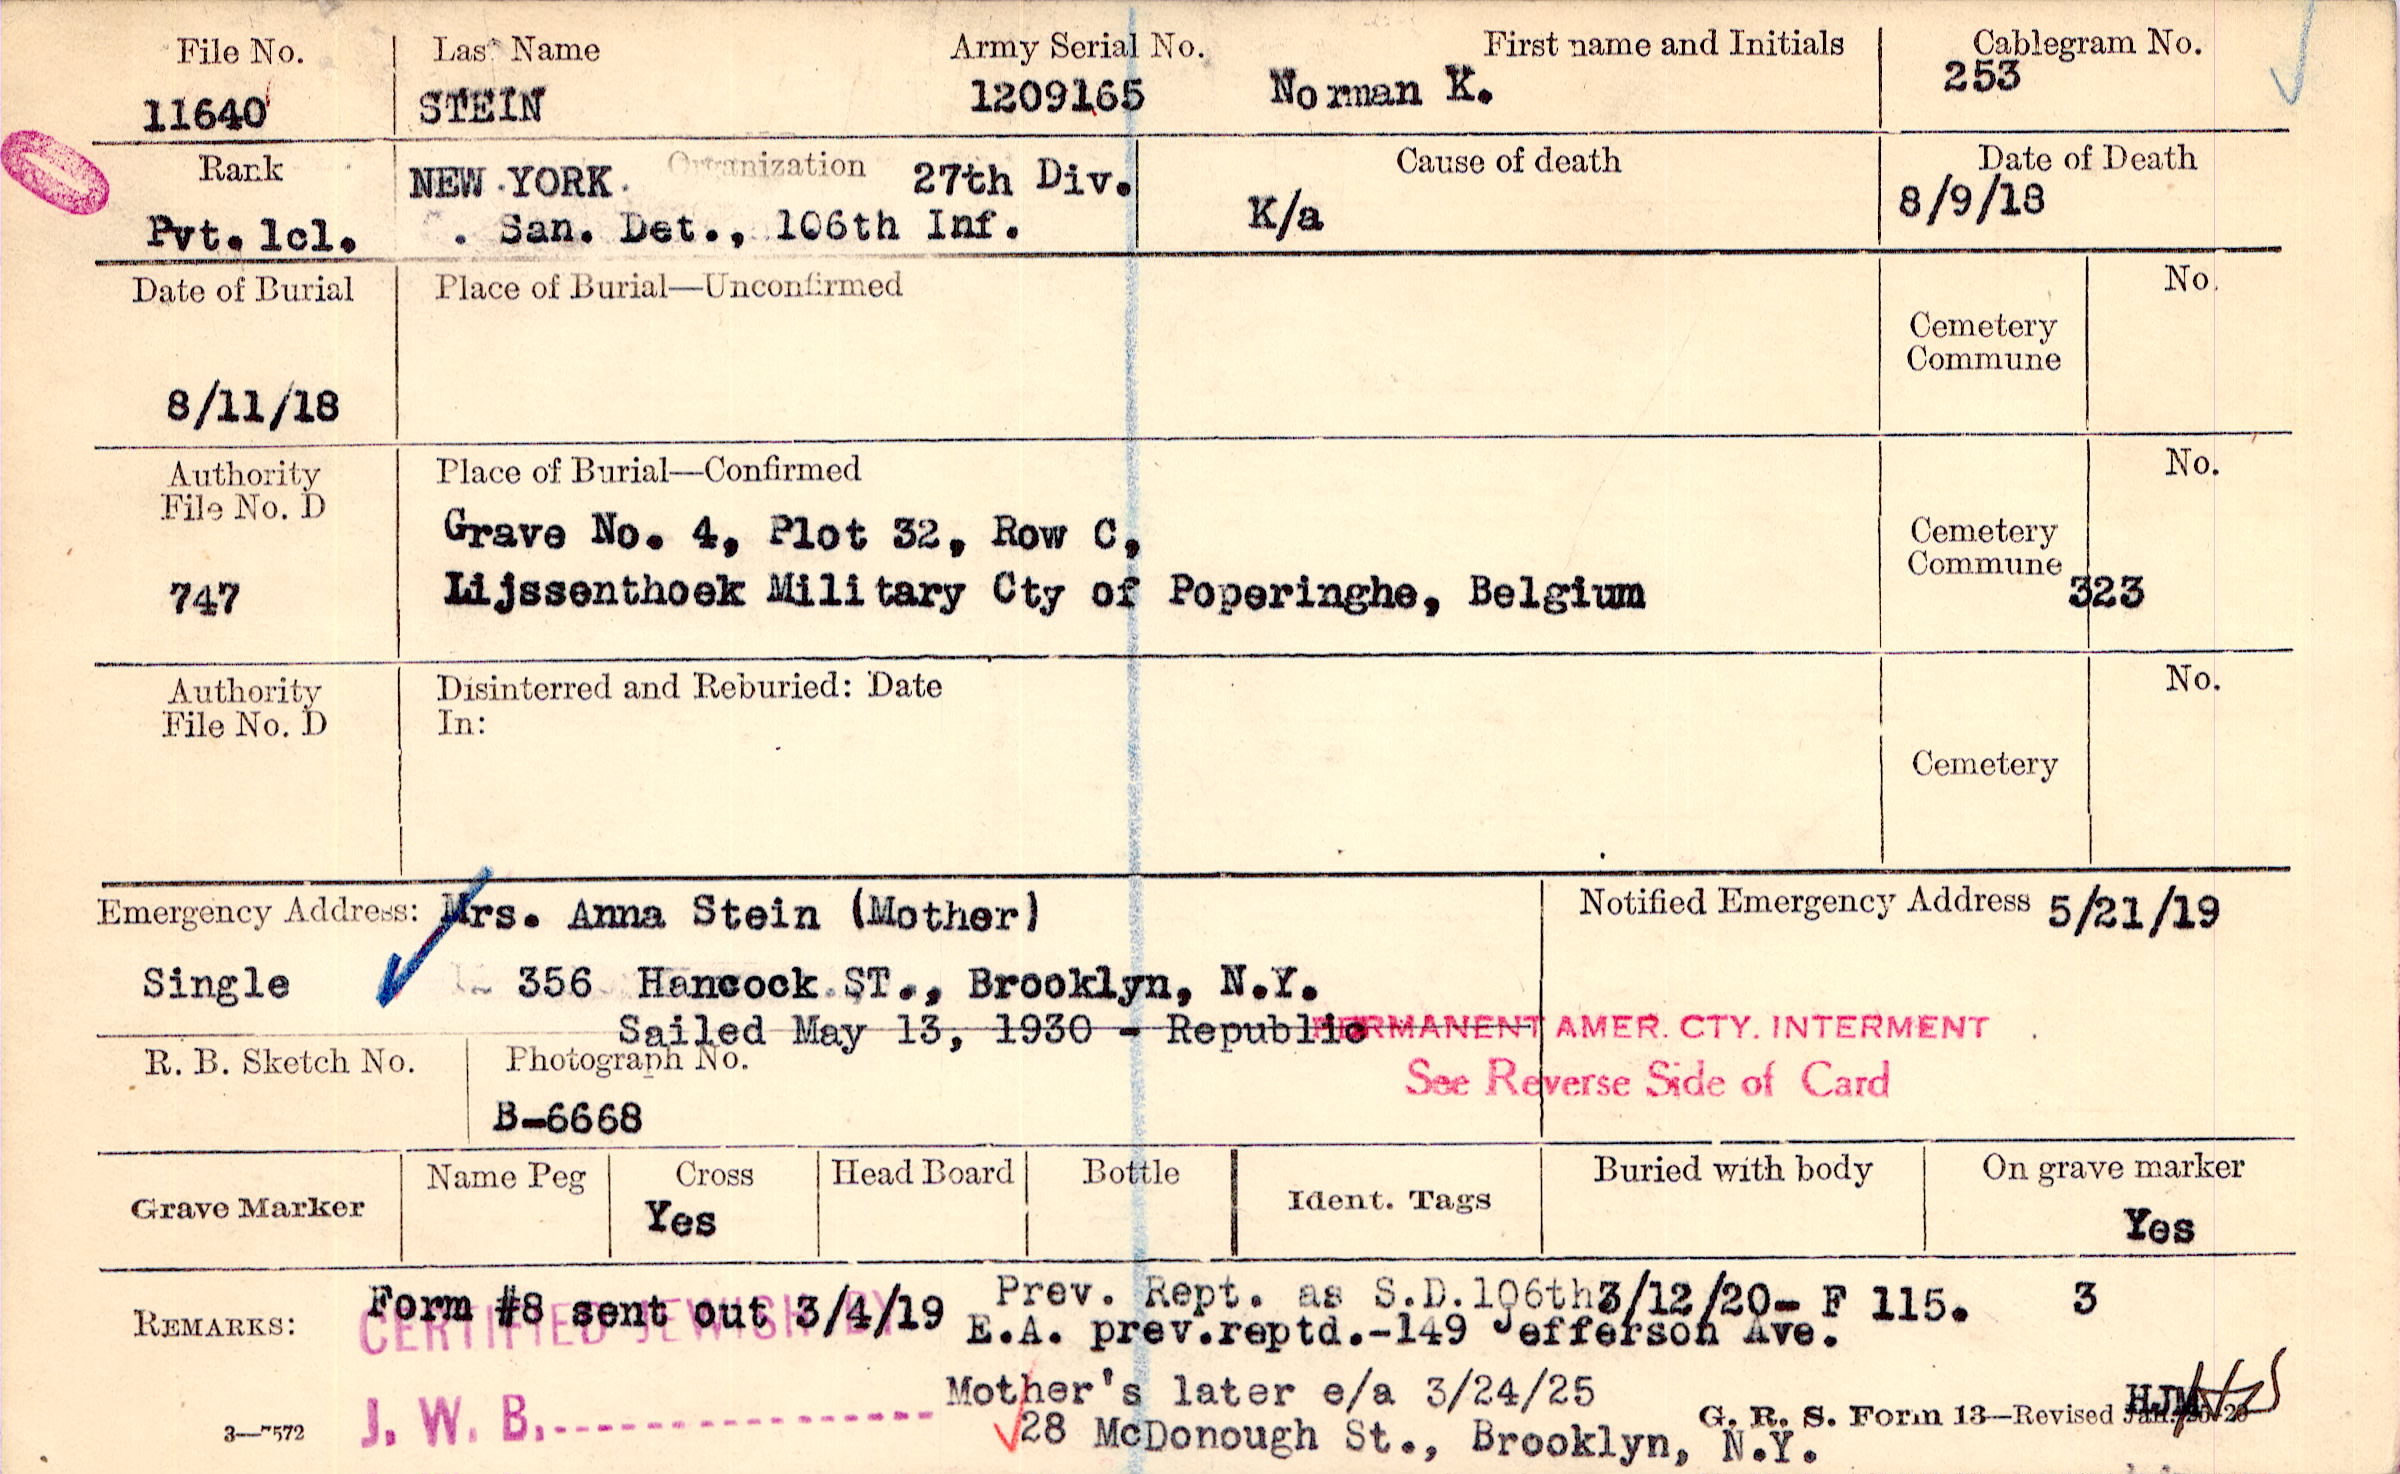 File No. Last Name Army Serial No. First name and Initials Cablegram No.
11640 STEIN 1209165 Norman K. 253
Rank Organization Cause of death Date of Death
NEW YORK 27th Div. K/a 8/9/18
Pvt. 1cl. San. Det., 106th Inf.
Date of Burial Place of Burial—Unconfirmed No.
Cemetery
Commune
8/11/18
Authority Place of Burial—Confirmed No.
File No. D
Grave No. 4, Plot 32, Row C, Cemetery
Commune
747 Lijssenthoek Military Cty of Poperinghe, Belgium 323
Authority Disinterred and Reburied: Date No.
File No. D In:
Cemetery
Emergency Address: Mrs. Anna Stein (Mother) Notified Emergency Address 5/21/19
Single 356 Hancock ST., Brooklyn, N.Y.
Sailed May 13, 1930 - Republic PERMANENT AMER. CTY. INTERMENT
See Reverse Side of Card
R. B. Sketch No. Photograph No.
B-6668
Grave Marker Name Peg Cross Head Board Bottle Ident. Tags Buried with body On grave marker
Yes Yes
REMARKS: Form #8 sent out 3/4/19 Prev. Rept. as S.D.106th 3/12/20- F 115. 3
CERTIFIED JEWISH BY E.A. prev.reptd.-149 Jefferson Ave.
Mother's later e/a 3/24/25
J. W. B. HJM
3—7572 28 McDonough St., Brooklyn, N.Y. G. R. S. Form 13—Revised